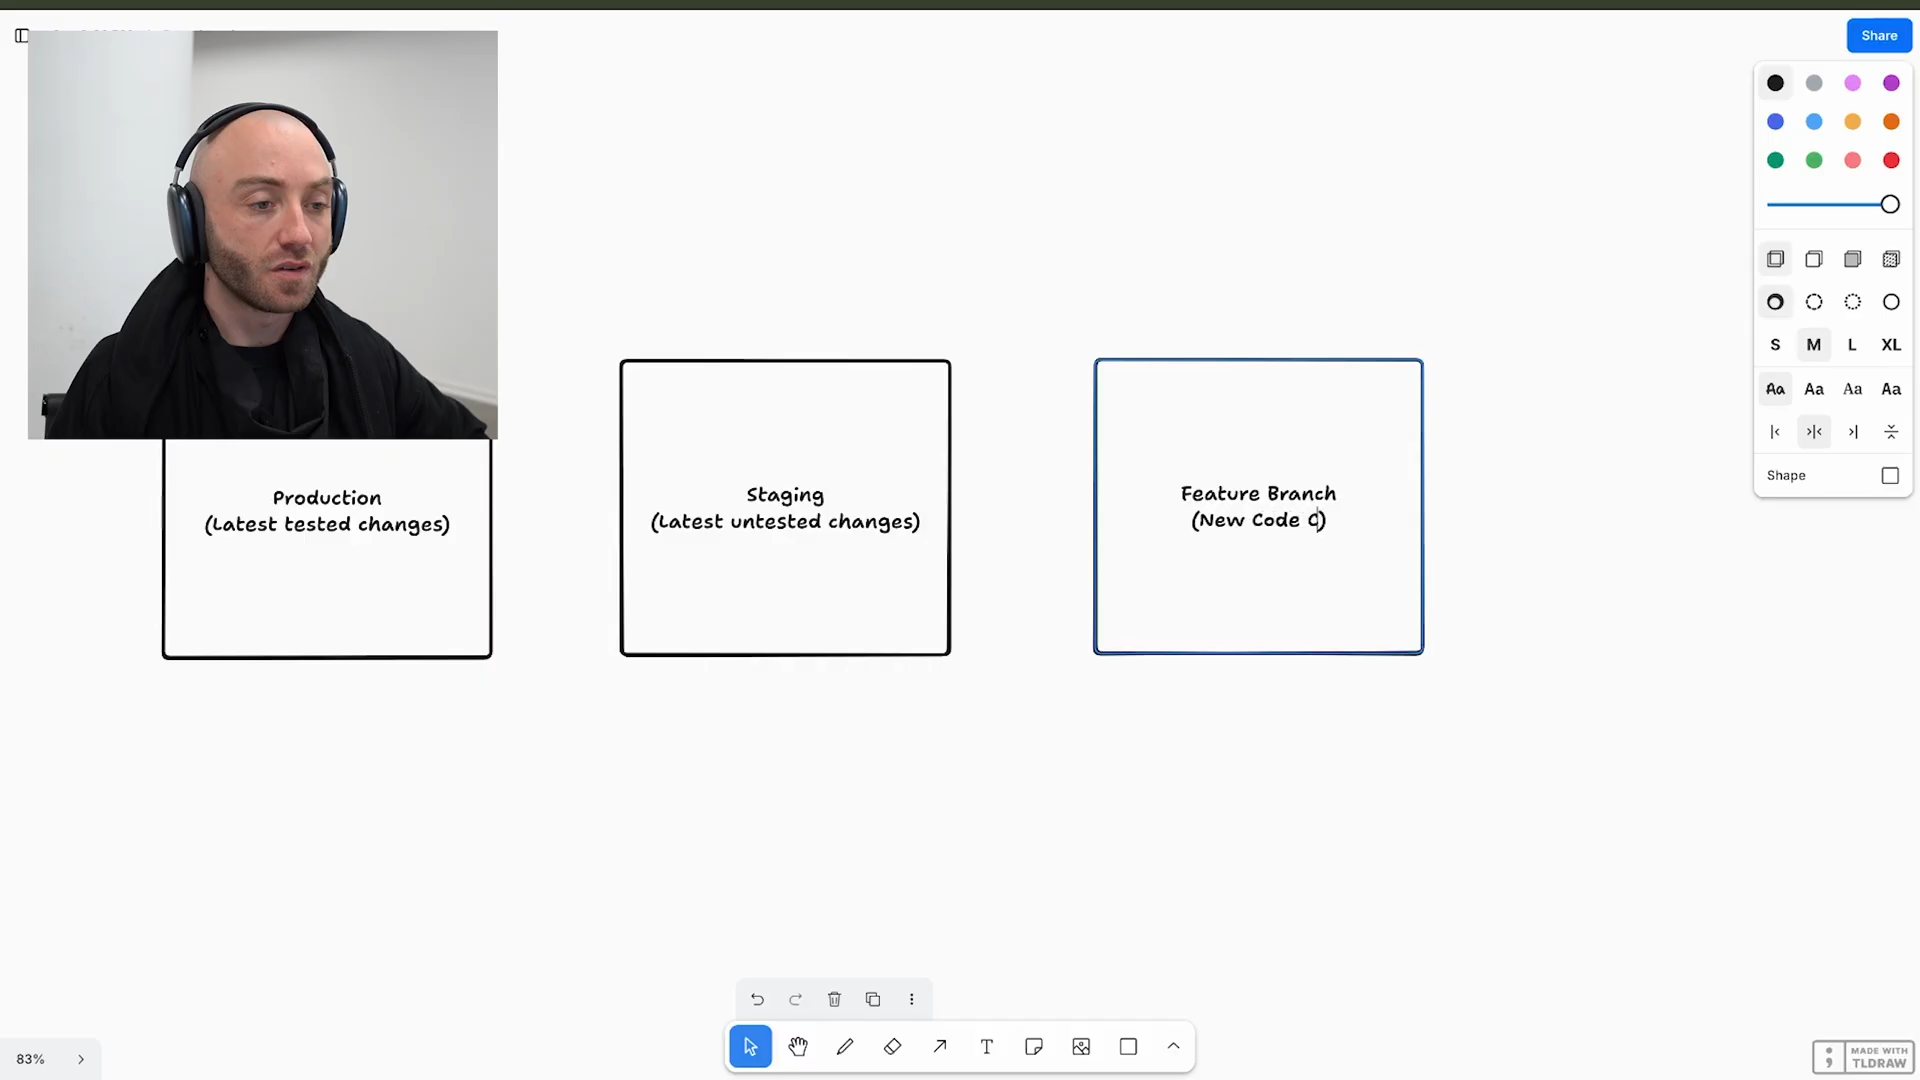 Share
S M L XL
Aa Aa Aa Aa
Shape
Production
(Latest tested changes)
Staging
(Latest untested changes)
Feature Branch
(New Code C)
83%
MADE WITH
TLDRAW